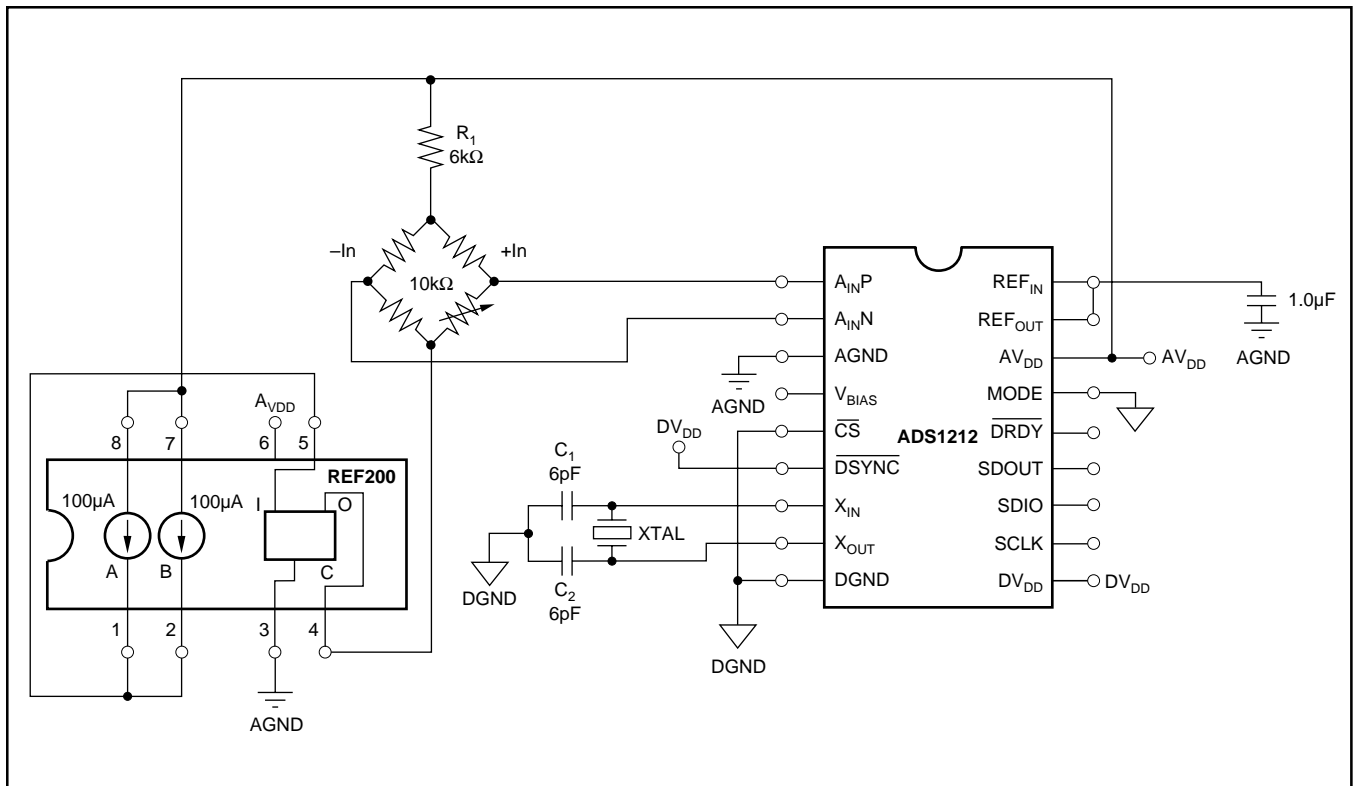 R1
6kΩ
–In
+In
10kΩ
AINP
AINN
AGND
AGND
VBIAS
CS
DVDD
DSYNC
XIN
XOUT
DGND
DGND
ADS1212
REFIN
REFOUT
AVDD
AVDD
MODE
DRDY
SDOUT
SDIO
SCLK
DVDD
DVDD
1.0µF
AGND
C1
6pF
XTAL
C2
6pF
DGND
AVDD
8
7
6
5
REF200
100µA
100µA
I
O
A
B
C
1
2
3
4
AGND